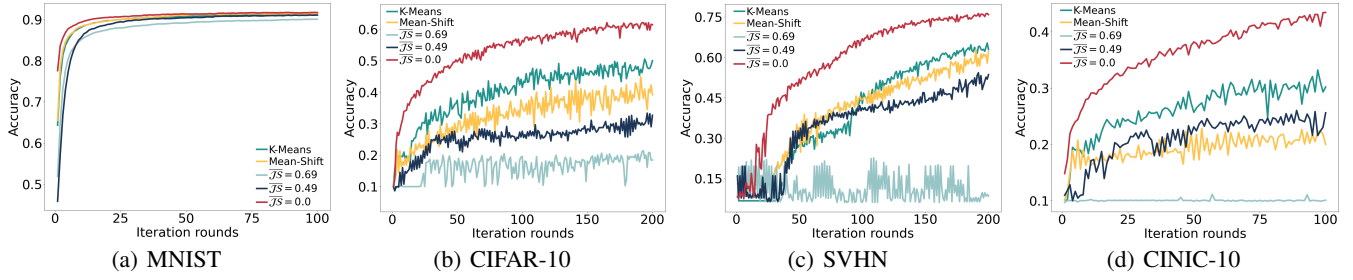 Accuracy
0.9
0.8
0.7
0.6
0.5
0
25
50
75
100
Iteration rounds
K-Means
Mean-Shift
JS = 0.69
JS = 0.49
JS = 0.0
(a) MNIST
Accuracy
0.6
0.5
0.4
0.3
0.2
0.1
0
50
100
150
200
Iteration rounds
K-Means
Mean-Shift
JS = 0.69
JS = 0.49
JS = 0.0
(b) CIFAR-10
Accuracy
0.75
0.60
0.45
0.30
0.15
0
50
100
150
200
Iteration rounds
K-Means
Mean-Shift
JS = 0.69
JS = 0.49
JS = 0.0
(c) SVHN
Accuracy
0.4
0.3
0.2
0.1
0
25
50
75
100
Iteration rounds
K-Means
Mean-Shift
JS = 0.69
JS = 0.49
JS = 0.0
(d) CINIC-10